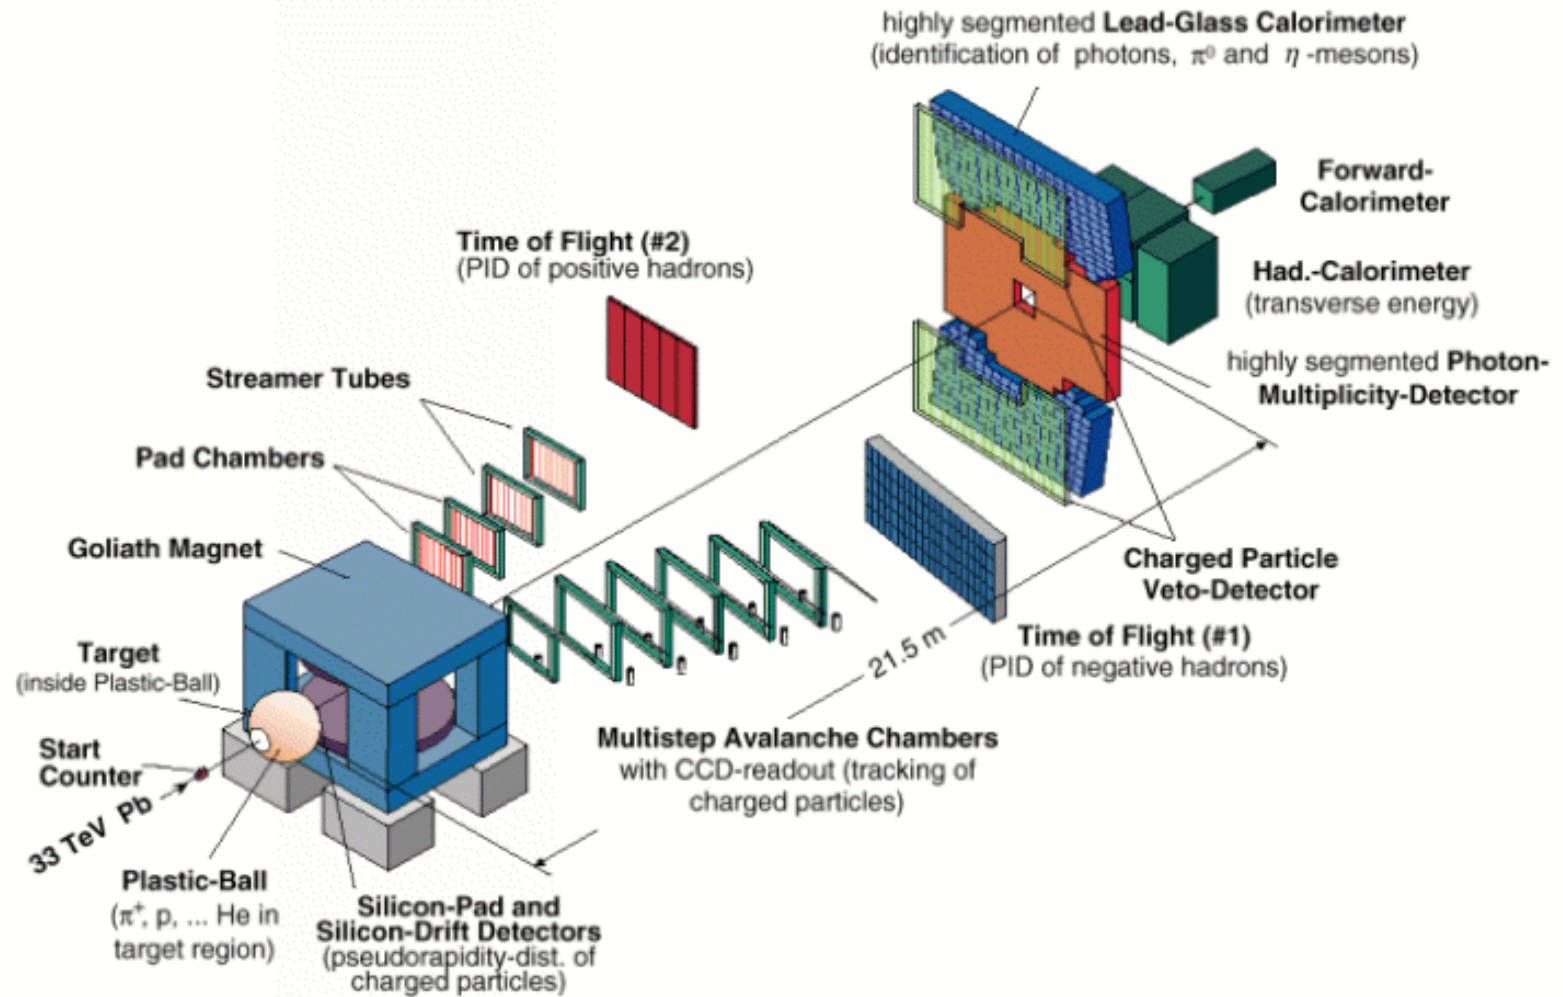 highly segmented Lead-Glass Calorimeter
(identification of photons, π⁰ and η -mesons)
Forward-
Calorimeter
Time of Flight (#2)
(PID of positive hadrons)
Had.-Calorimeter
(transverse energy)
highly segmented Photon-
Multiplicity-Detector
Streamer Tubes
Pad Chambers
Goliath Magnet
Charged Particle
Veto-Detector
Time of Flight (#1)
(PID of negative hadrons)
21.5 m
Target
(inside Plastic-Ball)
Start
Counter
33 TeV Pb
Multistep Avalanche Chambers
with CCD-readout (tracking of
charged particles)
Plastic-Ball
(π⁺, p, ... He in
target region)
Silicon-Pad and
Silicon-Drift Detectors
(pseudorapidity-dist. of
charged particles)